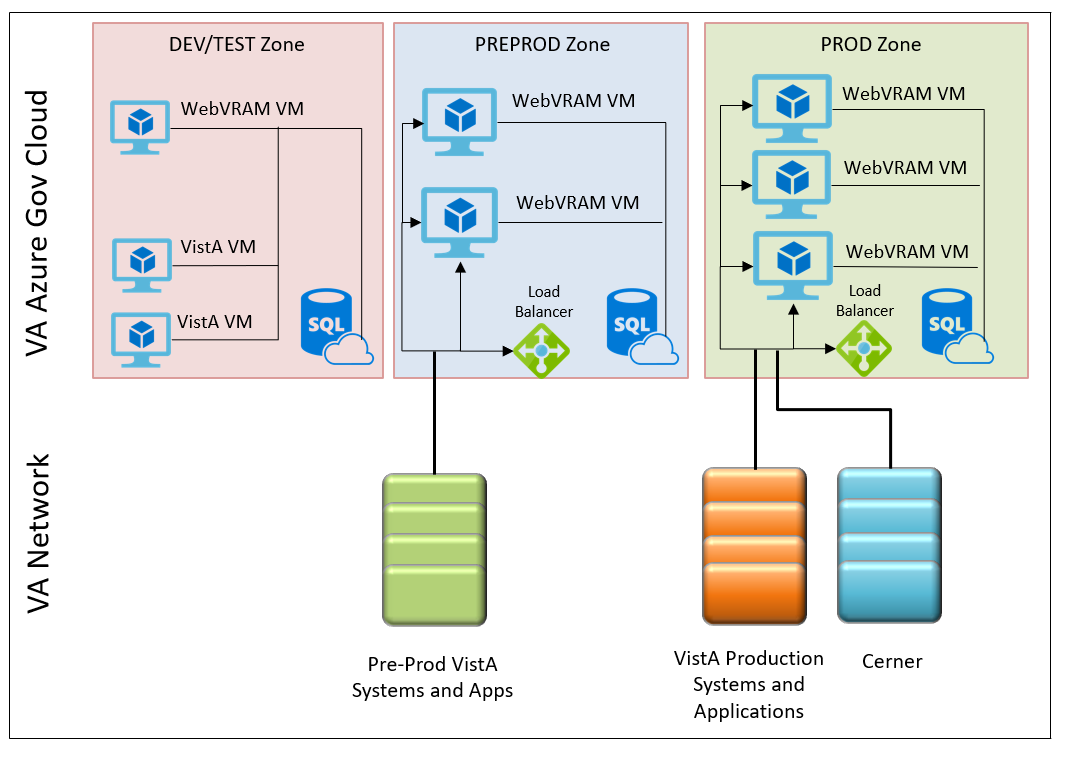 VA Azure Gov Cloud
DEV/TEST Zone
WebVRAM VM
VistA VM
VistA VM
SQL
PREPROD Zone
WebVRAM VM
WebVRAM VM
Load
Balancer
SQL
PROD Zone
WebVRAM VM
WebVRAM VM
WebVRAM VM
Load
Balancer
SQL
VA Network
Pre-Prod VistA
Systems and Apps
VistA Production
Systems and
Applications
Cerner